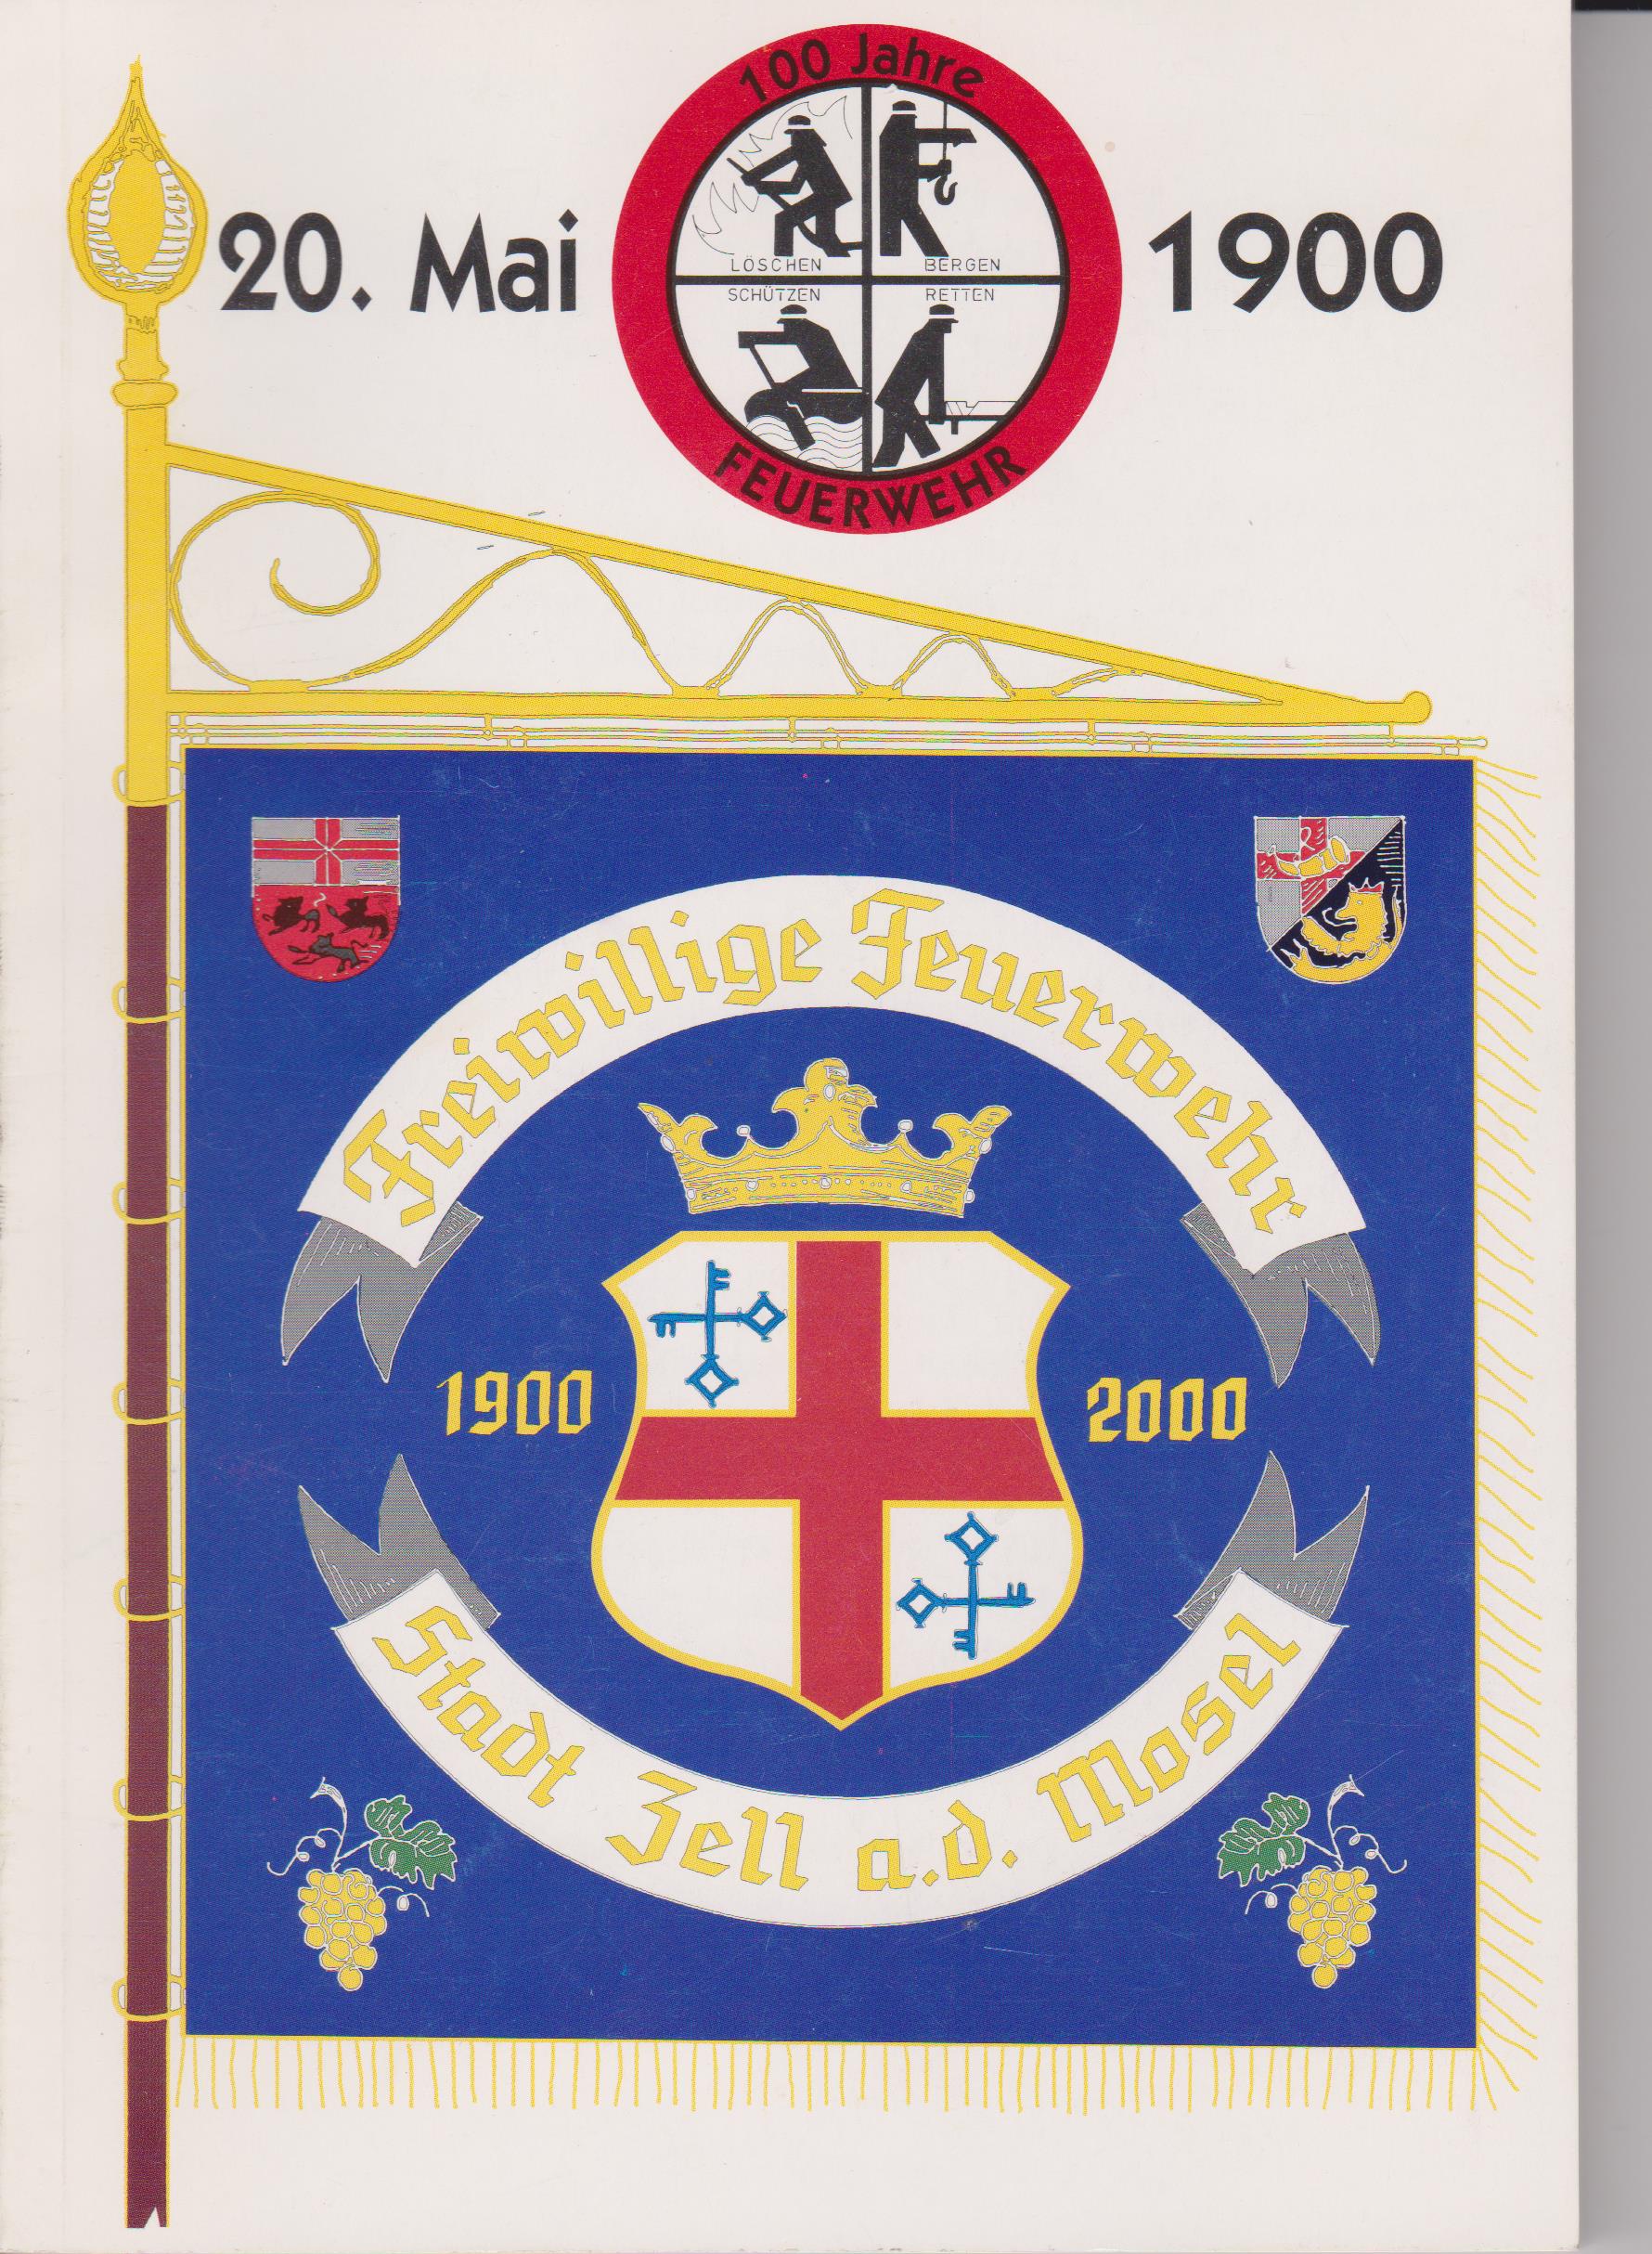 100 Jahre
20. Mai 1900
LÖSCHEN BERGEN
SCHÜTZEN RETTEN
FEUERWEHR
Freiwillige Feuerwehr
1900 2000
Stadt Zell a.d. Mosel